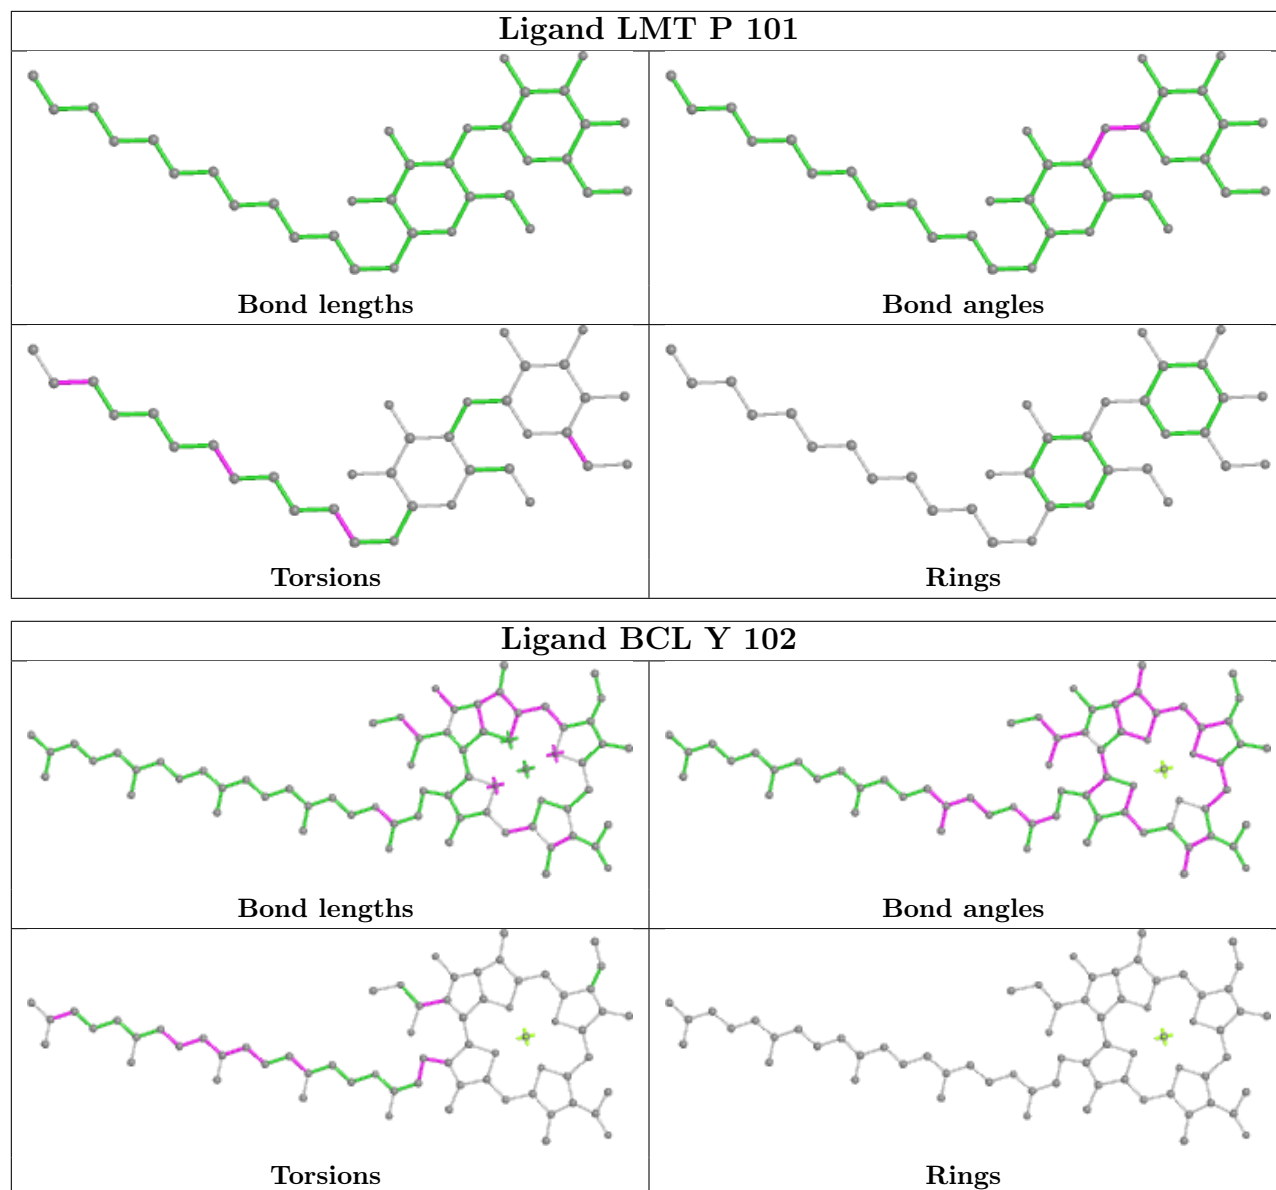 Ligand LMT P 101
Bond lengths
Bond angles
Torsions
Rings
Ligand BCL Y 102
Bond lengths
Bond angles
Torsions
Rings